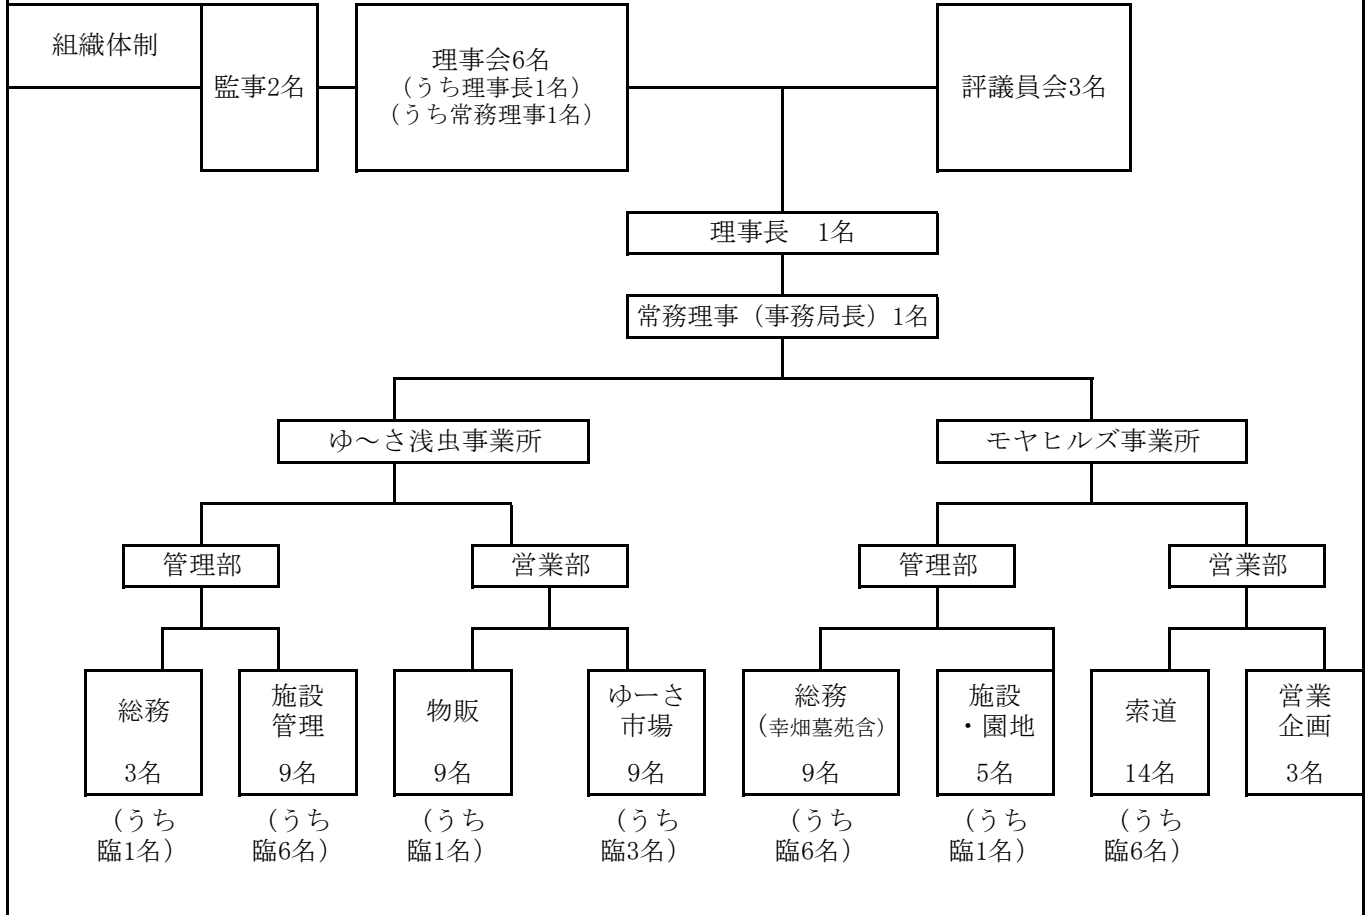 組織体制
監事2名
理事会6名
（うち理事長1名）
（うち常務理事1名）
評議員会3名
理事長　1名
常務理事（事務局長）1名
ゆ～さ浅虫事業所
モヤヒルズ事業所
管理部
営業部
管理部
営業部
総務
3名
（うち
臨1名）
施設
管理
9名
（うち
臨6名）
物販
9名
（うち
臨1名）
ゆーさ
市場
9名
（うち
臨3名）
総務
（幸畑墓苑含）
9名
（うち
臨6名）
施設
・園地
5名
（うち
臨1名）
索道
14名
（うち
臨6名）
営業
企画
3名